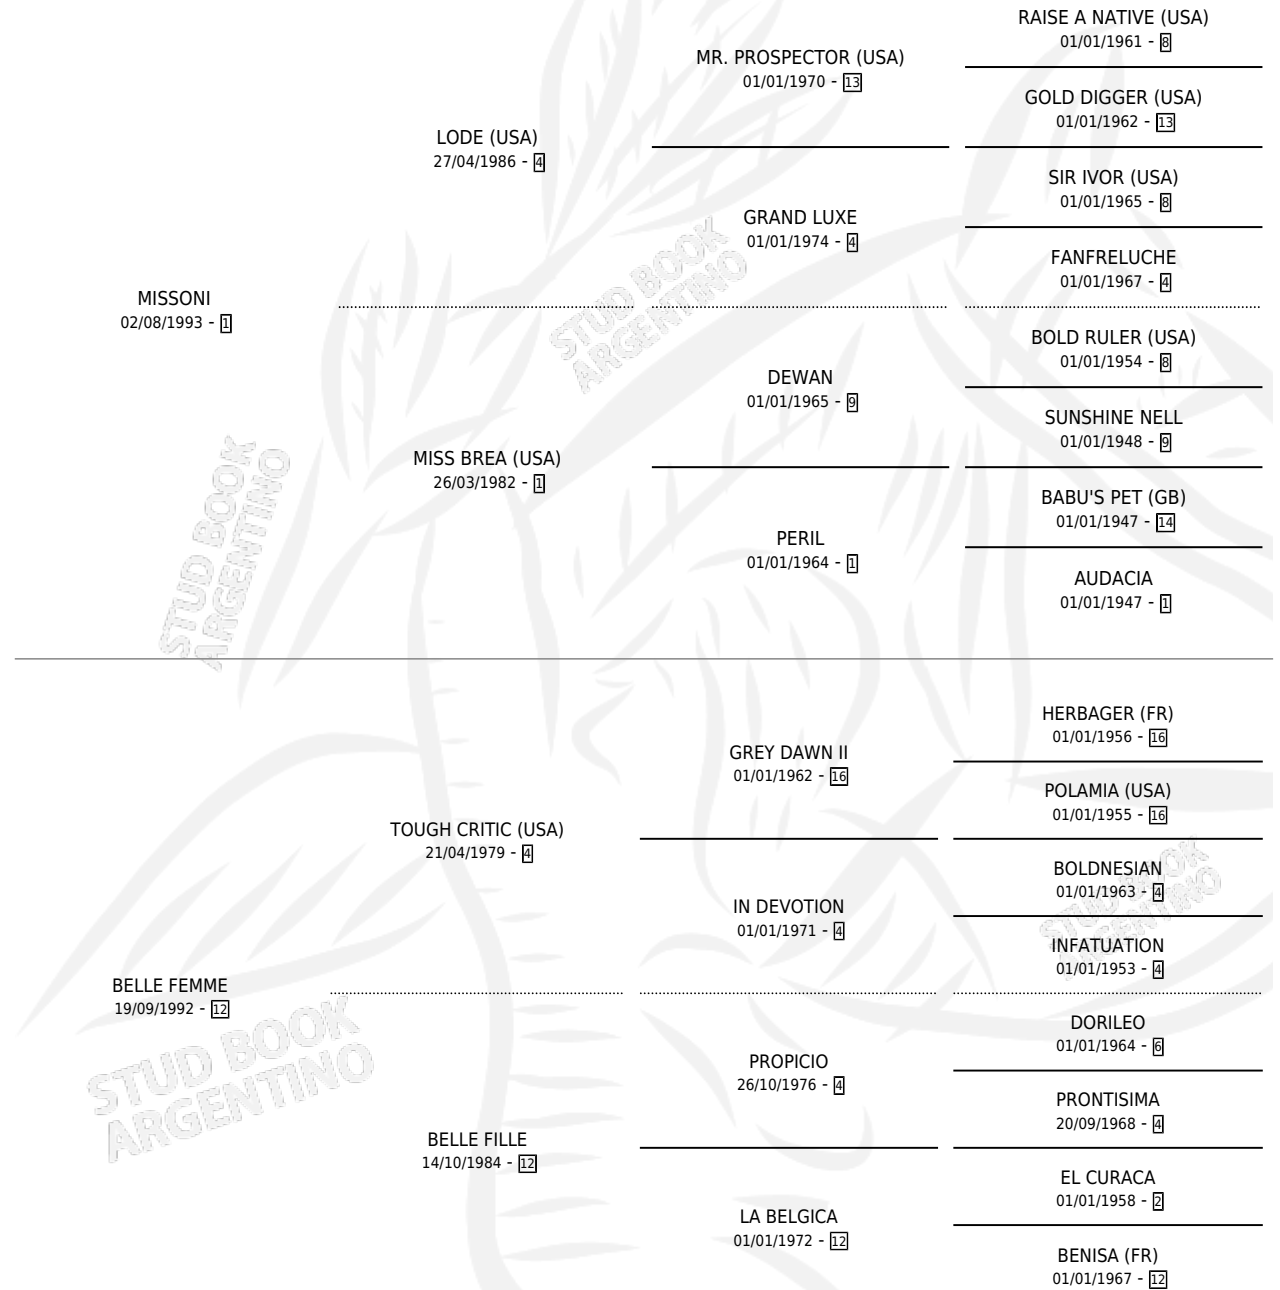 RAISE A NATIVE (USA)
01/01/1961 - 8
MR. PROSPECTOR (USA)
01/01/1970 - 13
GOLD DIGGER (USA)
01/01/1962 - 13
LODE (USA)
27/04/1986 - 4
SIR IVOR (USA)
01/01/1965 - 8
GRAND LUXE
01/01/1974 - 4
FANFRELUCHE
01/01/1967 - 4
MISSONI
02/08/1993 - 1
STUD BOOK
ARGENTINO
BOLD RULER (USA)
01/01/1954 - 8
DEWAN
01/01/1965 - 9
SUNSHINE NELL
01/01/1948 - 9
MISS BREA (USA)
26/03/1982 - 1
BABU'S PET (GB)
01/01/1947 - 14
PERIL
01/01/1964 - 1
AUDACIA
01/01/1947 - 1
STUD BOOK
ARGENTINO
HERBAGER (FR)
01/01/1956 - 16
GREY DAWN II
01/01/1962 - 16
POLAMIA (USA)
01/01/1955 - 16
TOUGH CRITIC (USA)
21/04/1979 - 4
BOLDNESIAN
01/01/1963 - 4
IN DEVOTION
01/01/1971 - 4
STUD BOOK
ARGENTINO
INFATUATION
01/01/1953 - 4
BELLE FEMME
19/09/1992 - 12
DORILEO
01/01/1964 - 6
PROPICIO
26/10/1976 - 4
STUD BOOK
ARGENTINO
PRONTISIMA
20/09/1968 - 4
BELLE FILLE
14/10/1984 - 12
EL CURACA
01/01/1958 - 2
LA BELGICA
01/01/1972 - 12
BENISA (FR)
01/01/1967 - 12